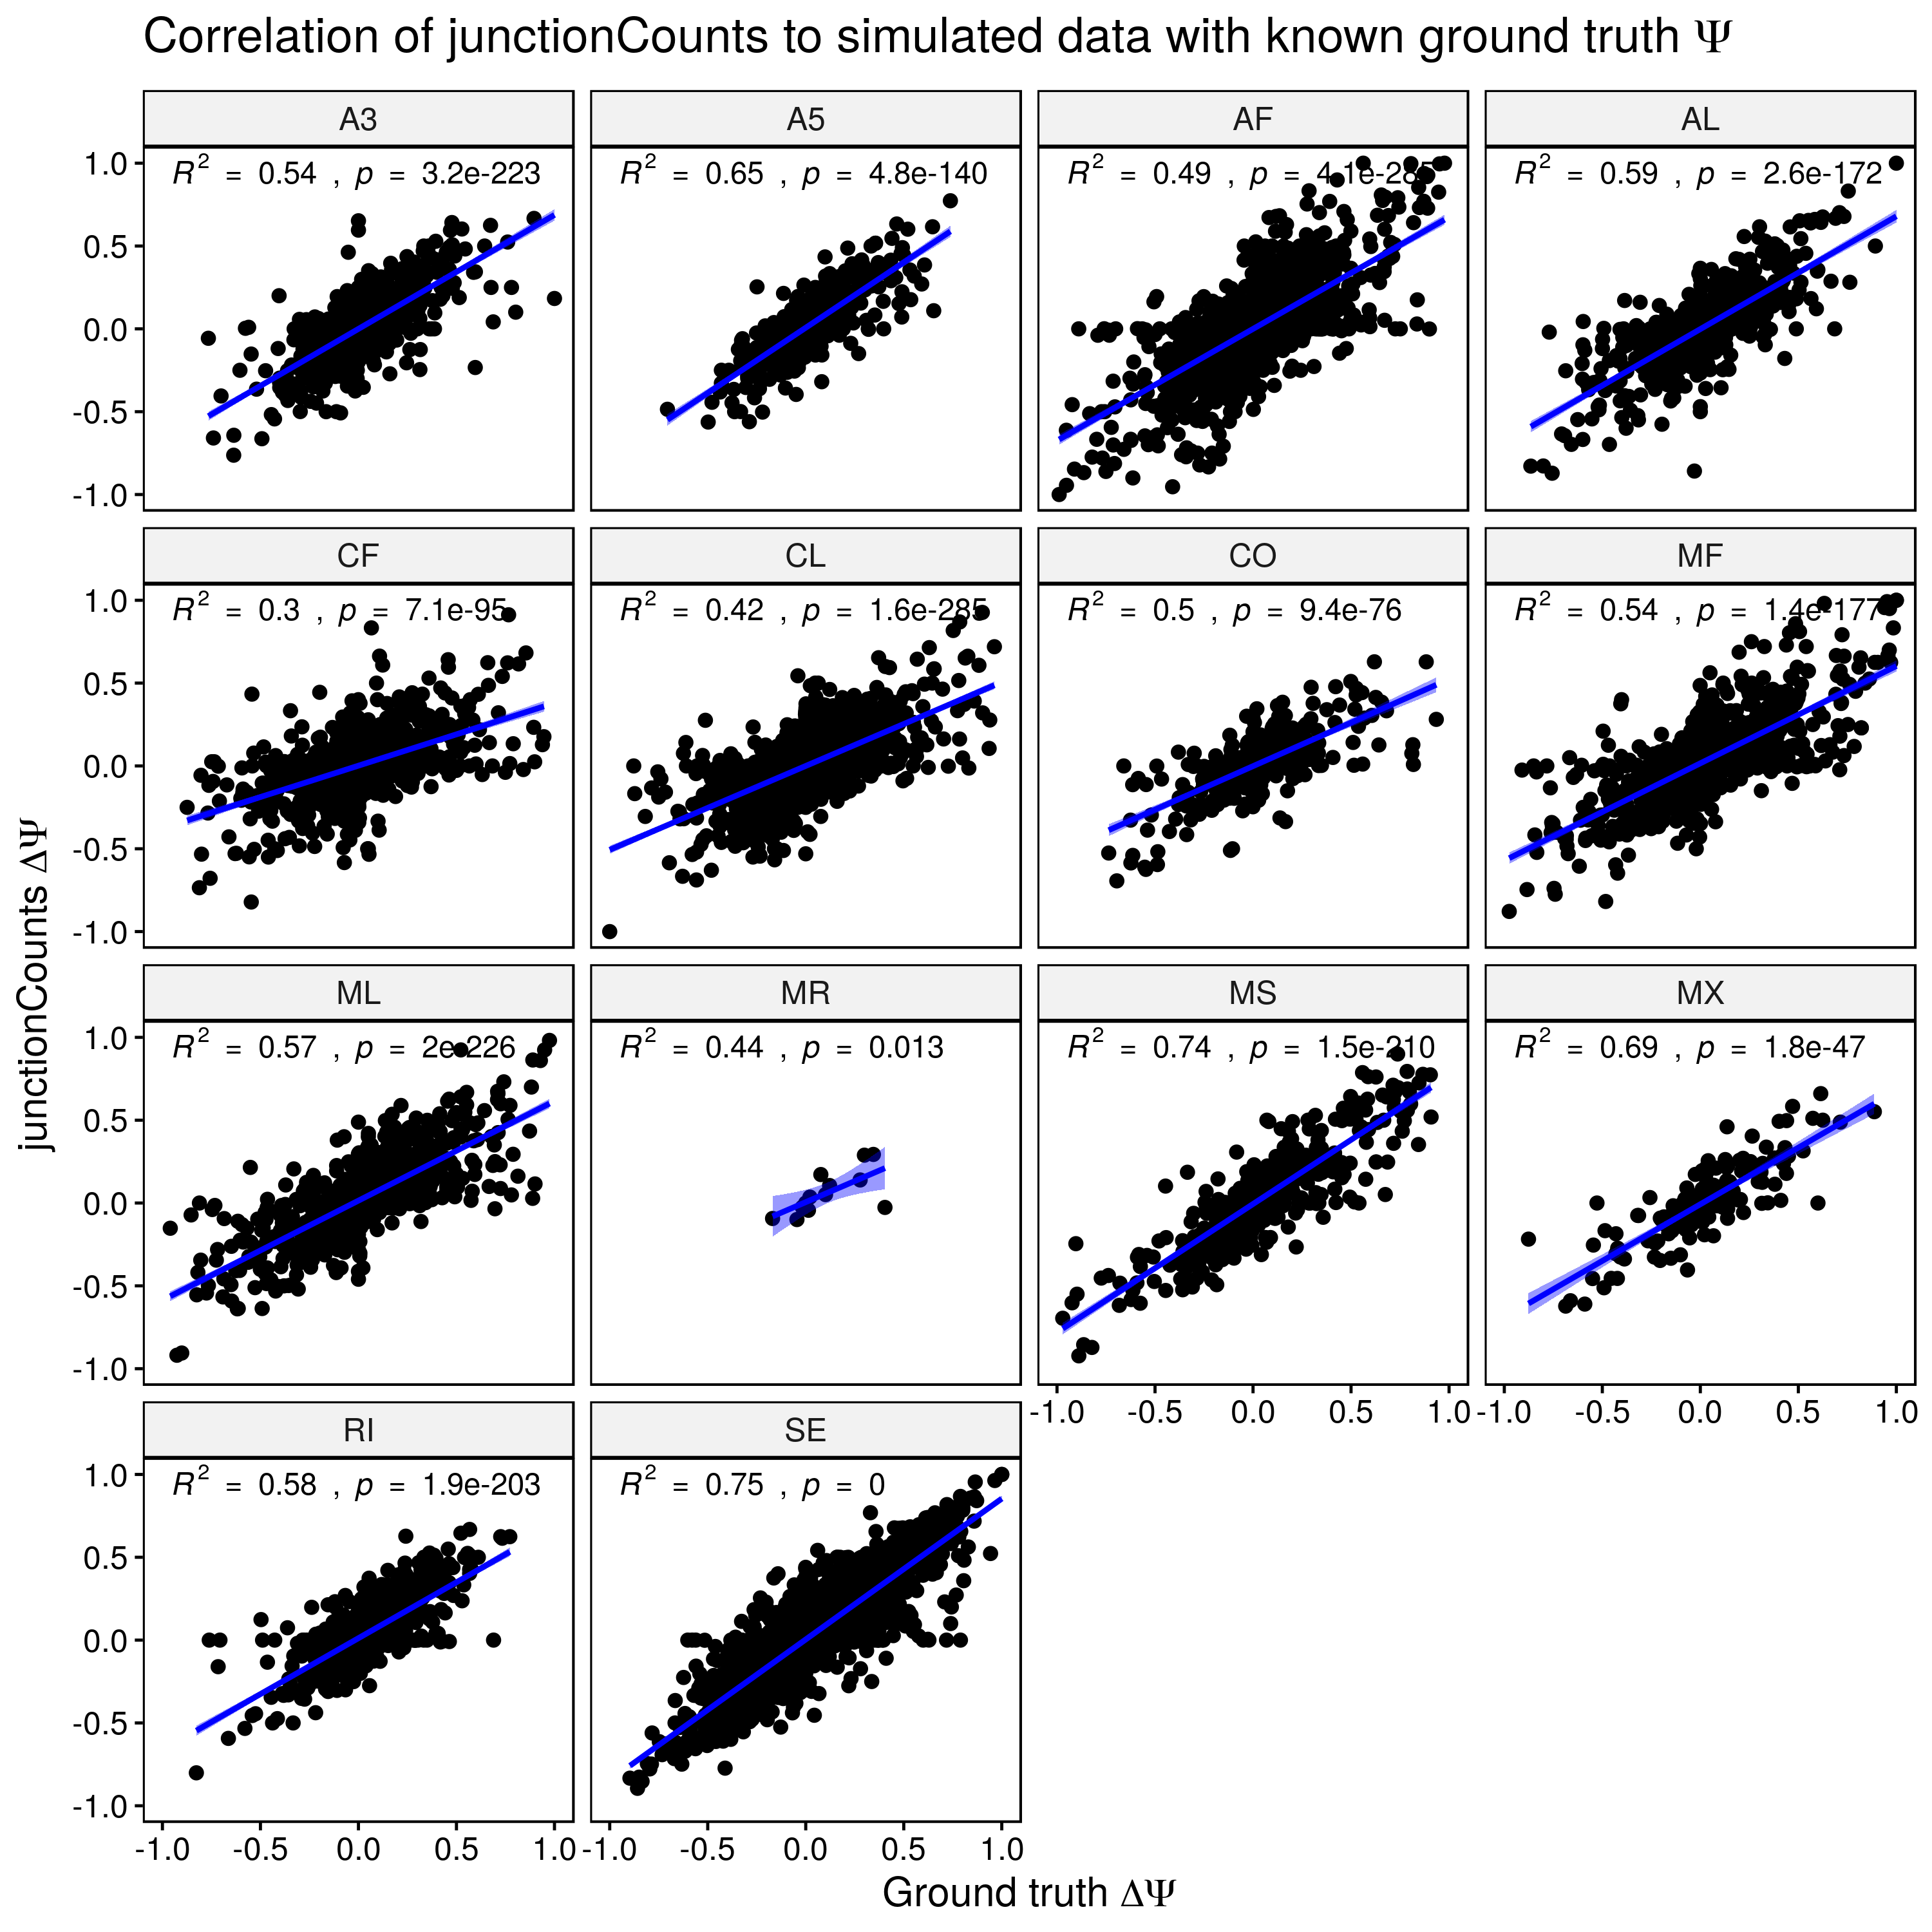 Correlation of junctionCounts to simulated data with known ground truth Ψ
A3 A5 AF AL
R² = 0.54 , p = 3.2e-223 R² = 0.65 , p = 4.8e-140 R² = 0.49 , p = R² = 0.59 , p = 2.6e-172
1.0
0.5
0.0
-0.5
-1.0
CF CL CO MF
R² = 0.3 , p = 7.1e-95 R² = 0.42 , p = 1.6e-285 R² = 0.5 , p = 9.4e-76 R² = 0.54 , p = 1.4e-177
1.0
0.5
0.0
-0.5
-1.0
junctionCounts ΔΨ
ML MR MS MX
R² = 0.57 , p = 2e-226 R² = 0.44 , p = 0.013 R² = 0.74 , p = 1.5e-210 R² = 0.69 , p = 1.8e-47
1.0
0.5
0.0
-0.5
-1.0
-1.0 -0.5 0.0 0.5 1.0 -1.0 -0.5 0.0 0.5 1.0
RI SE
R² = 0.58 , p = 1.9e-203 R² = 0.75 , p = 0
1.0
0.5
0.0
-0.5
-1.0
-1.0 -0.5 0.0 0.5 1.0 -1.0 -0.5 0.0 0.5 1.0
Ground truth ΔΨ